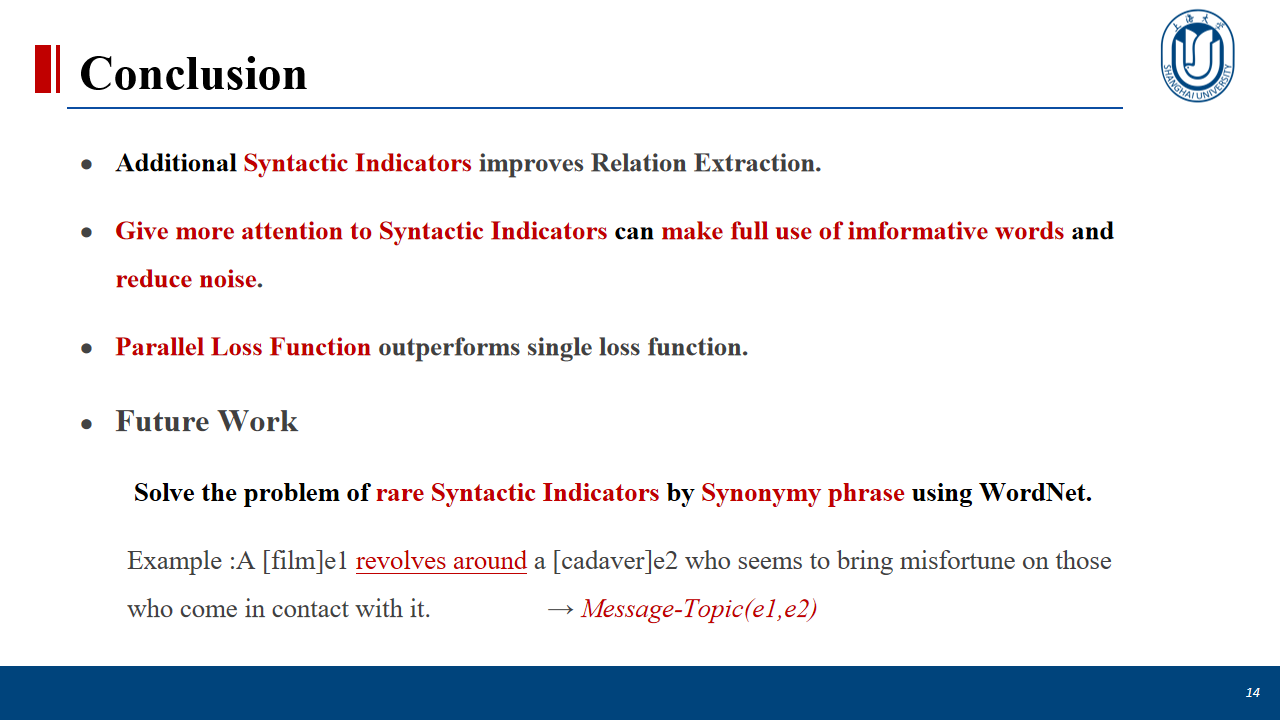 Conclusion
上海大学
SHANGHAI UNIVERSITY
● Additional Syntactic Indicators improves Relation Extraction.
● Give more attention to Syntactic Indicators can make full use of imformative words and
reduce noise.
● Parallel Loss Function outperforms single loss function.
● Future Work
Solve the problem of rare Syntactic Indicators by Synonymy phrase using WordNet.
Example :A [film]e1 revolves around a [cadaver]e2 who seems to bring misfortune on those
who come in contact with it. → Message-Topic(e1,e2)
14